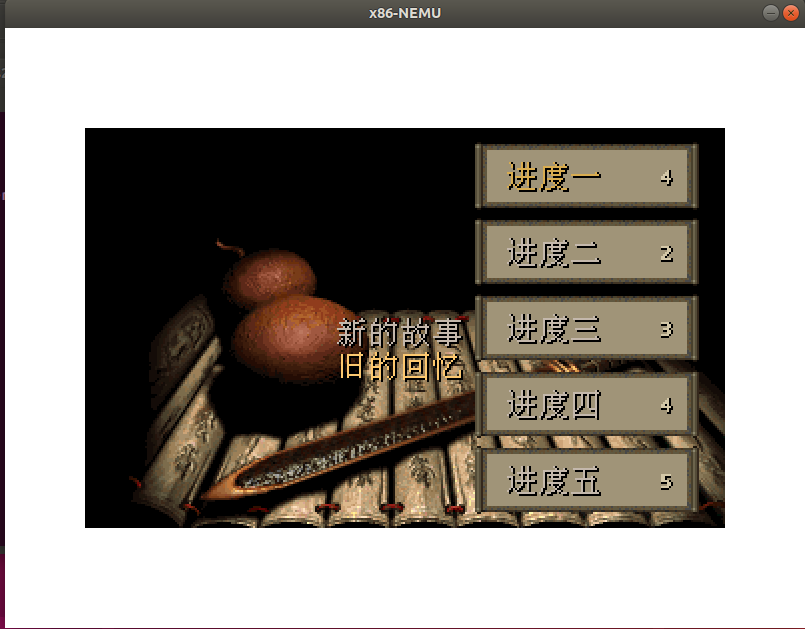 x86-NEMU
新的故事
旧的回忆
进度一 4
进度二 2
进度三 3
进度四 4
进度五 5